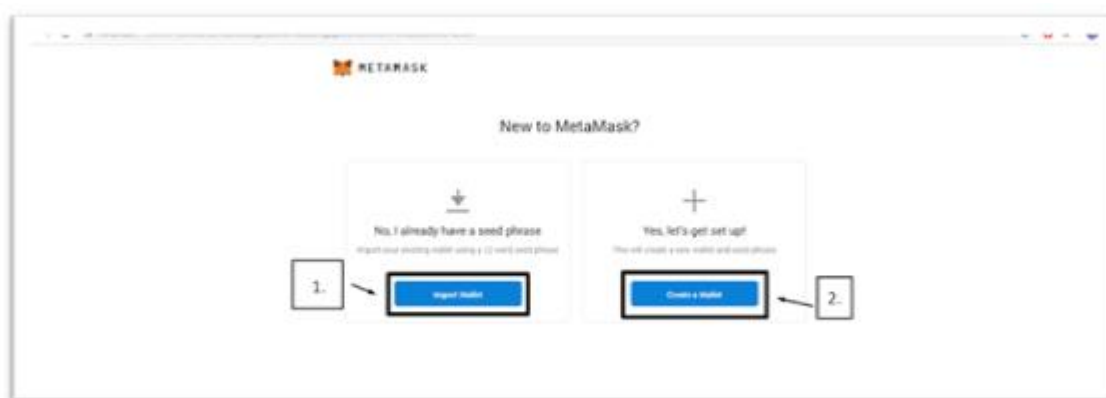 METAMASK
New to MetaMask?
No, I already have a seed phrase
Import your existing wallet using a 12 word seed phrase
Import Wallet
1.
Yes, let's get set up!
This will create a new wallet and seed phrase
Create a Wallet
2.